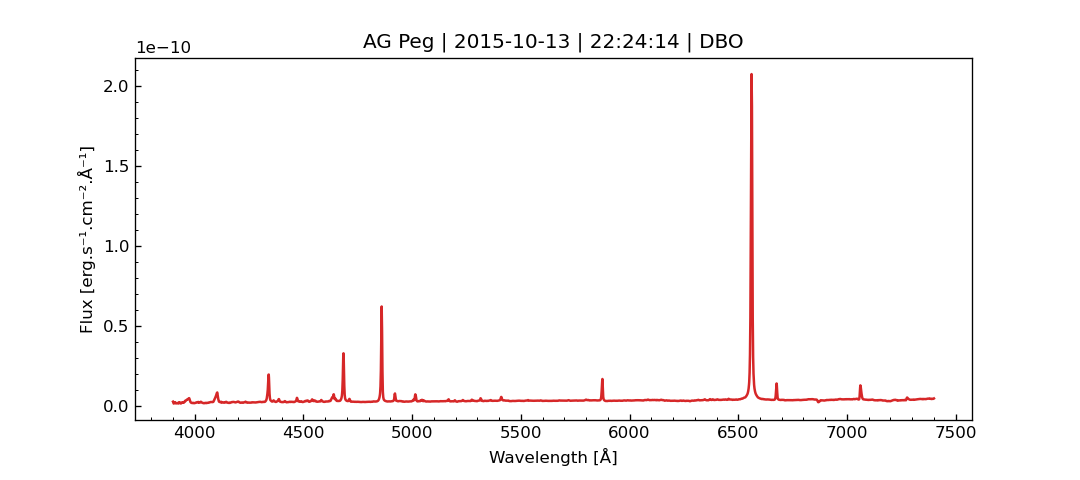 AG Peg | 2015-10-13 | 22:24:14 | DBO
1e−10
2.0
1.5
1.0
0.5
0.0
Flux [erg.s⁻¹.cm⁻².Å⁻¹]
4000 4500 5000 5500 6000 6500 7000 7500
Wavelength [Å]